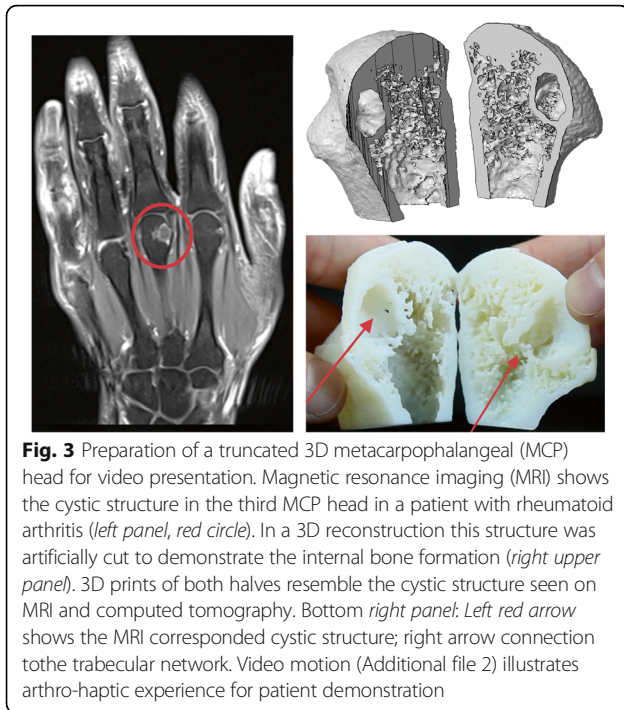 Fig. 3 Preparation of a truncated 3D metacarpophalangeal (MCP)
head for video presentation. Magnetic resonance imaging (MRI) shows
the cystic structure in the third MCP head in a patient with rheumatoid
arthritis (left panel, red circle). In a 3D reconstruction this structure was
artificially cut to demonstrate the internal bone formation (right upper
panel). 3D prints of both halves resemble the cystic structure seen on
MRI and computed tomography. Bottom right panel: Left red arrow
shows the MRI corresponded cystic structure; right arrow connection
tothe trabecular network. Video motion (Additional file 2) illustrates
arthro-haptic experience for patient demonstration